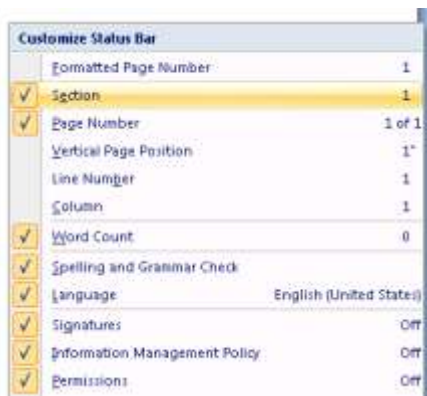 Customize Status Bar
Formatted Page Number 1
Section 1
Page Number 1 of 1
Vertical Page Position 1"
Line Number 1
Column 1
Word Count 0
Spelling and Grammar Check
Language English (United States)
Signatures Off
Information Management Policy Off
Permissions Off